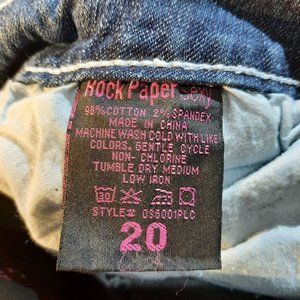 Rock Paper Sexy
98%COTTON 2%SPANDEX
MADE IN CHINA
MACHINE WASH COLD WITH LIKE
COLORS. GENTLE CYCLE
NON- CHLORINE
TUMBLE DRY MEDIUM
LOW IRON
STYLE# DS6001PLC
20